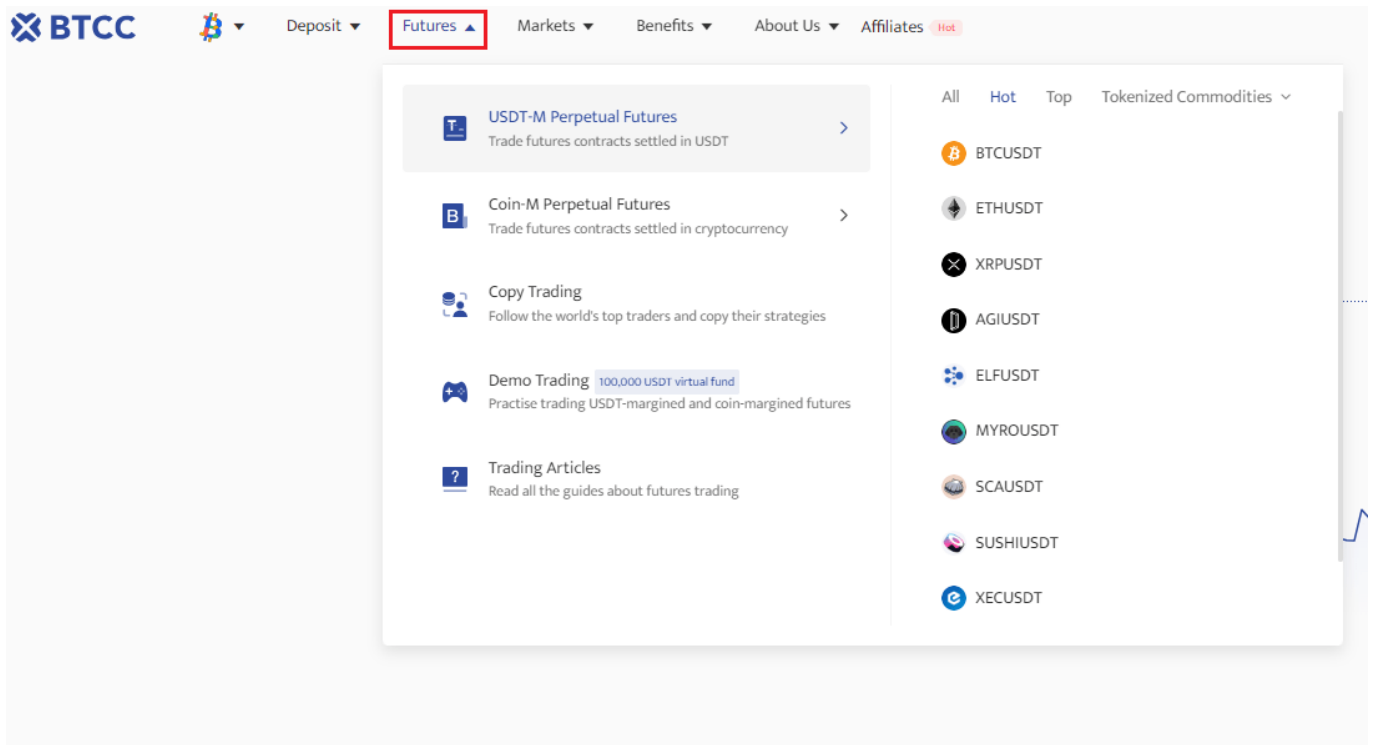 BTCC
Deposit
Futures
Markets
Benefits
About Us
Affiliates
Hot
USDT-M Perpetual Futures
Trade futures contracts settled in USDT
Coin-M Perpetual Futures
Trade futures contracts settled in cryptocurrency
Copy Trading
Follow the world's top traders and copy their strategies
Demo Trading 100,000 USDT virtual fund
Practise trading USDT-margined and coin-margined futures
Trading Articles
Read all the guides about futures trading
All Hot Top Tokenized Commodities
BTCUSDT
ETHUSDT
XRPUSDT
AGIUSDT
ELFUSDT
MYROUSDT
SCAUSDT
SUSHIUSDT
XECUSDT